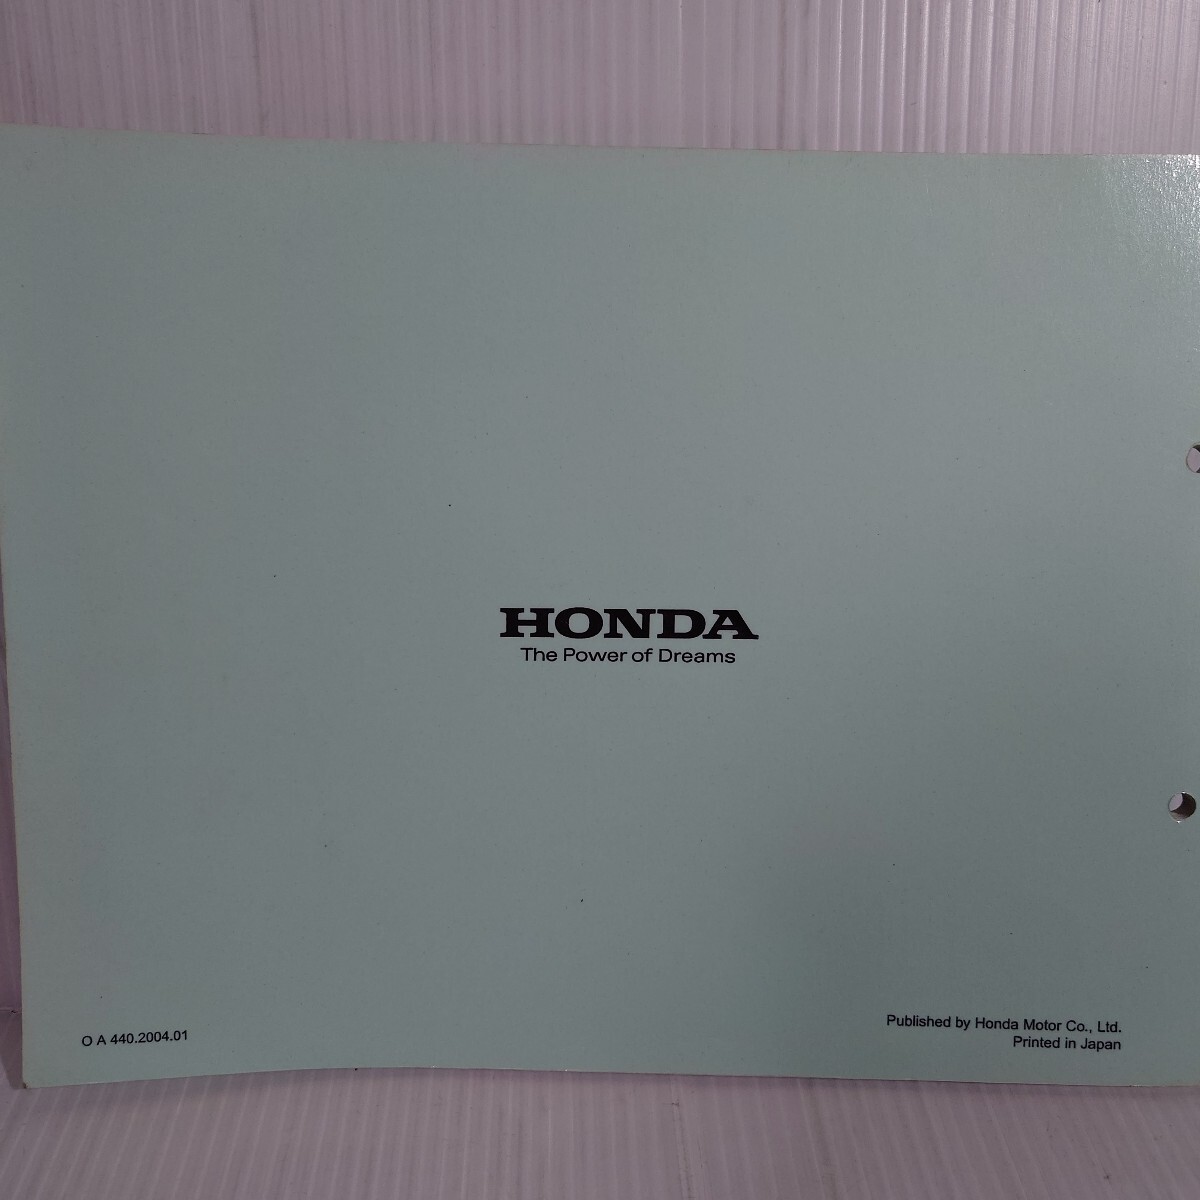 HONDA
The Power of Dreams
O A 440.2004.01
Published by Honda Motor Co., Ltd.
Printed in Japan